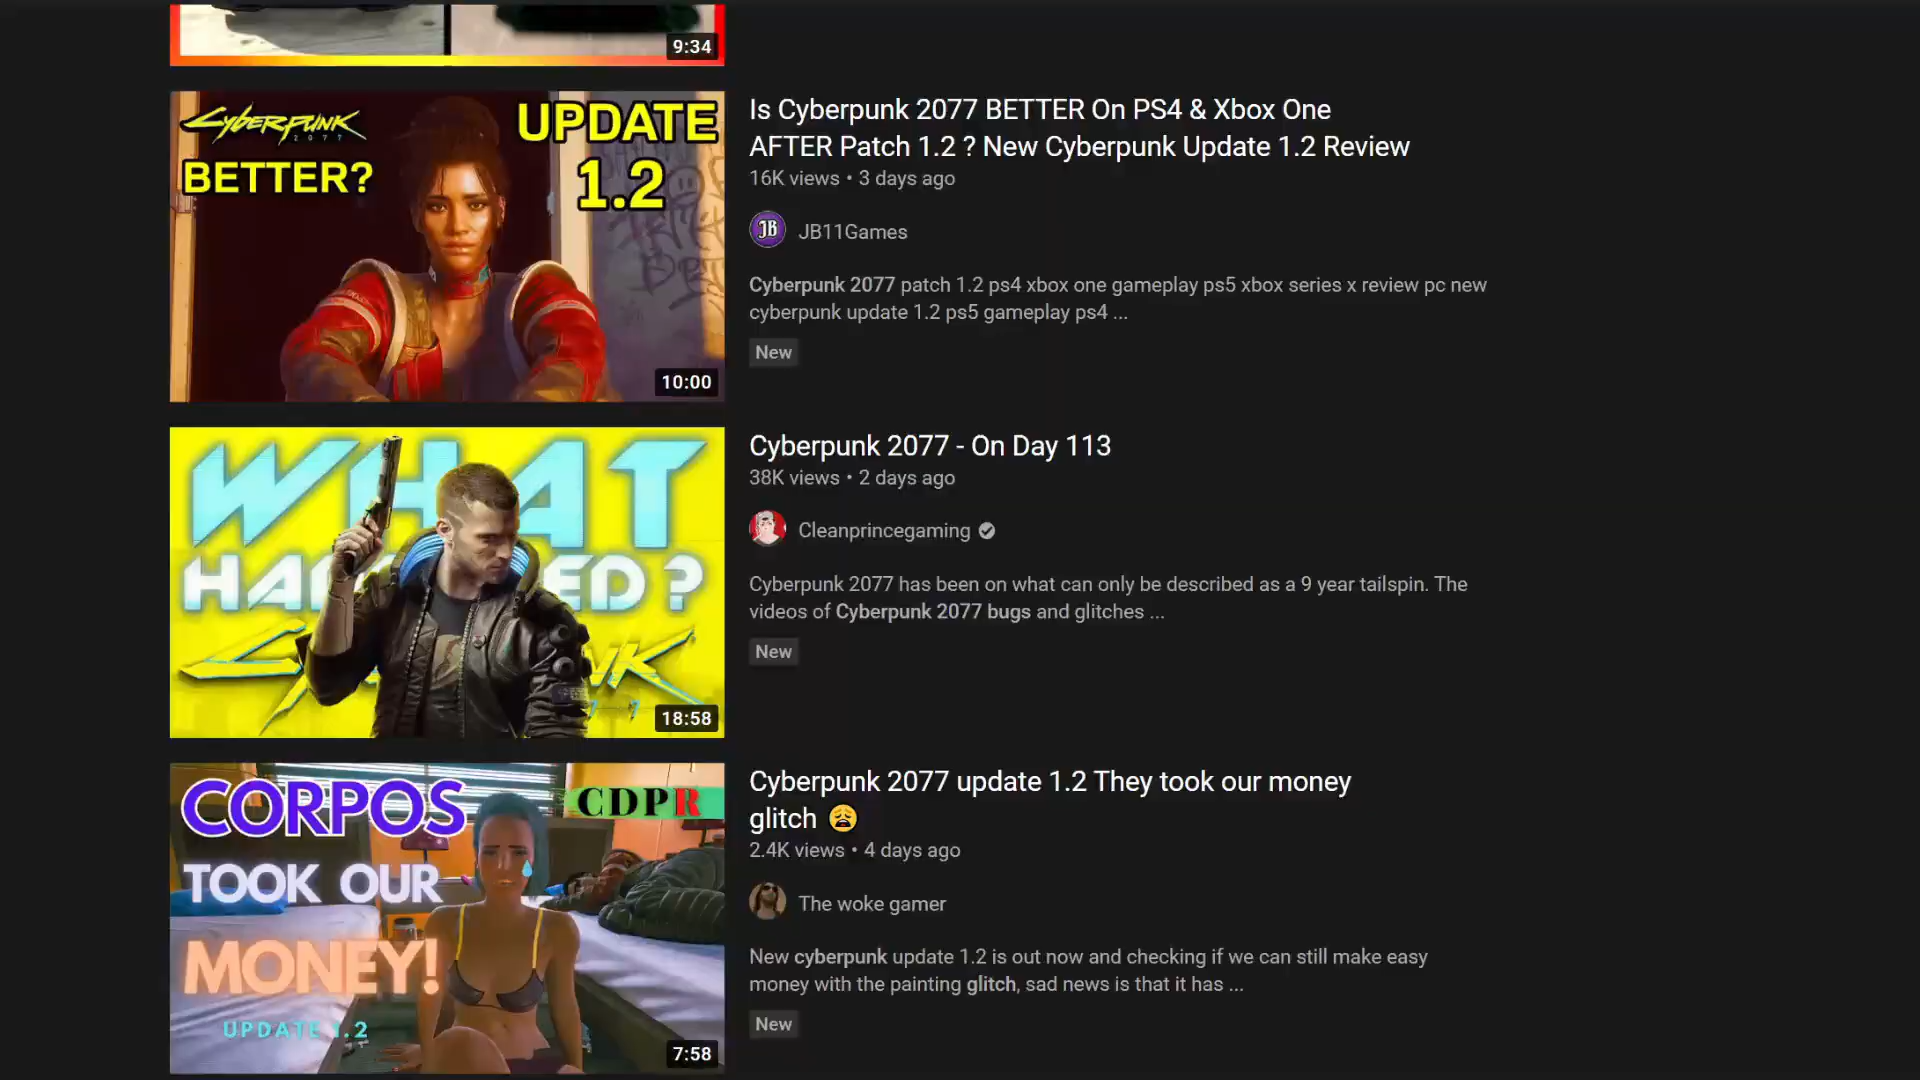 9:34
CYBERPUNK
2077
BETTER?
UPDATE
1.2
10:00
Is Cyberpunk 2077 BETTER On PS4 & Xbox One
AFTER Patch 1.2 ? New Cyberpunk Update 1.2 Review
16K views • 3 days ago
JB
JB11Games
Cyberpunk 2077 patch 1.2 ps4 xbox one gameplay ps5 xbox series x review pc new
cyberpunk update 1.2 ps5 gameplay ps4 ...
New
WHAT
18:58
Cyberpunk 2077 - On Day 113
38K views • 2 days ago
Cleanprincegaming
Cyberpunk 2077 has been on what can only be described as a 9 year tailspin. The
videos of Cyberpunk 2077 bugs and glitches ...
New
CORPOS
TOOK OUR
MONEY!
UPDATE 1.2
CDPR
7:58
Cyberpunk 2077 update 1.2 They took our money
glitch 😩
2.4K views • 4 days ago
The woke gamer
New cyberpunk update 1.2 is out now and checking if we can still make easy
money with the painting glitch, sad news is that it has ...
New